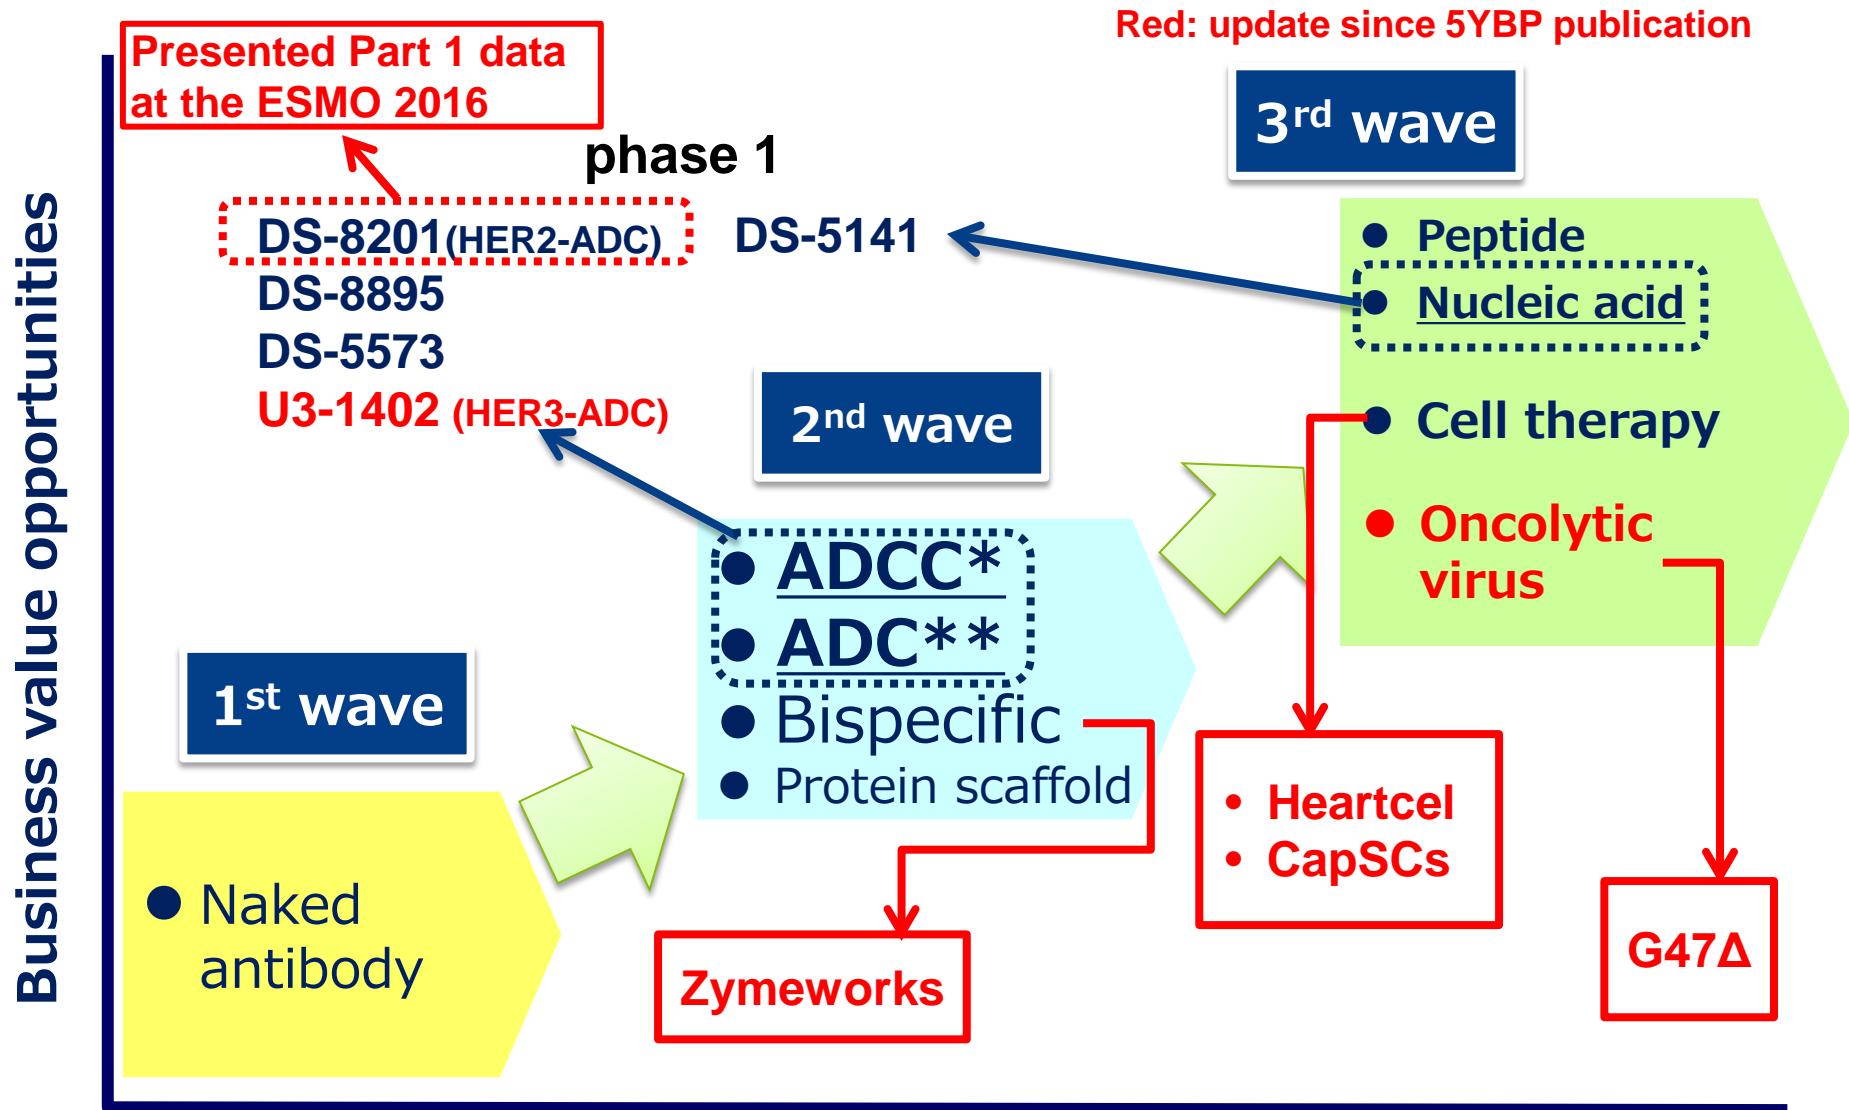 Red: update since 5YBP publication
Presented Part 1 data
at the ESMO 2016
phase 1
3rd wave
DS-8201(HER2-ADC)
DS-5141
DS-8895
DS-5573
U3-1402 (HER3-ADC)
● Peptide
● Nucleic acid
● Cell therapy
● Oncolytic
virus
2nd wave
● ADCC*
● ADC**
● Bispecific
● Protein scaffold
1st wave
● Naked
antibody
Zymeworks
• Heartcel
• CapSCs
G47Δ
Business value opportunities